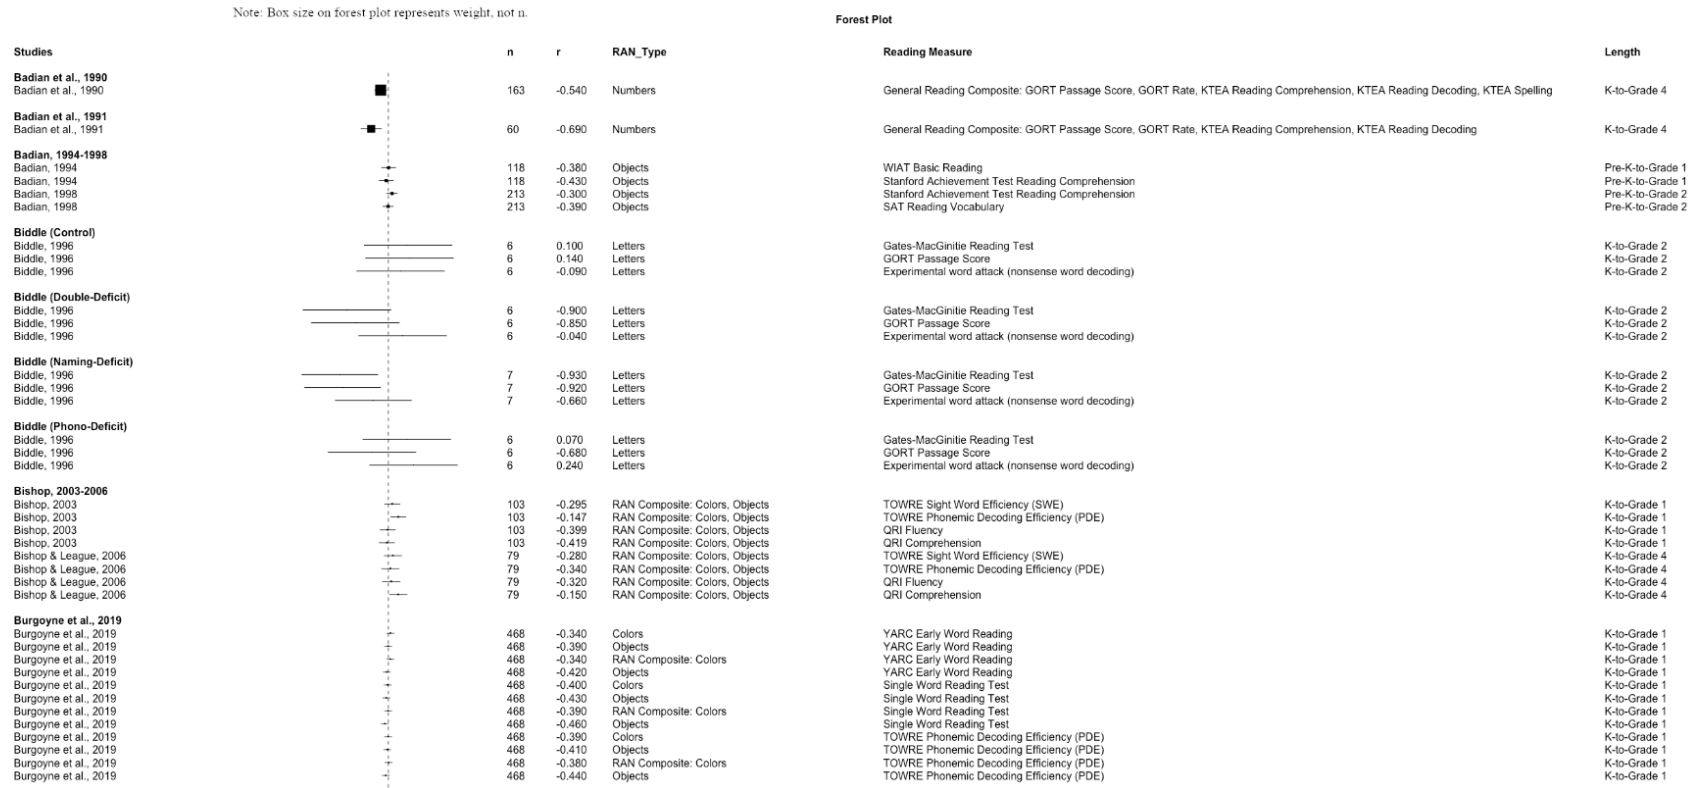 Note: Box size on forest plot represents weight, not n.
Forest Plot
Studies n r RAN_Type Reading Measure Length
Badian et al., 1990
Badian et al., 1990 163 -0.540 Numbers General Reading Composite: GORT Passage Score, GORT Rate, KTEA Reading Comprehension, KTEA Reading Decoding, KTEA Spelling K-to-Grade 4
Badian et al., 1991
Badian et al., 1991 60 -0.690 Numbers General Reading Composite: GORT Passage Score, GORT Rate, KTEA Reading Comprehension, KTEA Reading Decoding K-to-Grade 4
Badian, 1994-1998
Badian, 1994 118 -0.380 Objects WIAT Basic Reading Pre-K-to-Grade 1
Badian, 1994 118 -0.430 Objects Stanford Achievement Test Reading Comprehension Pre-K-to-Grade 1
Badian, 1998 213 -0.300 Objects Stanford Achievement Test Reading Comprehension Pre-K-to-Grade 2
Badian, 1998 213 -0.390 Objects SAT Reading Vocabulary Pre-K-to-Grade 2
Biddle (Control)
Biddle, 1996 6 0.100 Letters Gates-MacGinitie Reading Test K-to-Grade 2
Biddle, 1996 6 0.140 Letters GORT Passage Score K-to-Grade 2
Biddle, 1996 6 -0.090 Letters Experimental word attack (nonsense word decoding) K-to-Grade 2
Biddle (Double-Deficit)
Biddle, 1996 6 -0.900 Letters Gates-MacGinitie Reading Test K-to-Grade 2
Biddle, 1996 6 -0.850 Letters GORT Passage Score K-to-Grade 2
Biddle, 1996 6 -0.040 Letters Experimental word attack (nonsense word decoding) K-to-Grade 2
Biddle (Naming-Deficit)
Biddle, 1996 7 -0.930 Letters Gates-MacGinitie Reading Test K-to-Grade 2
Biddle, 1996 7 -0.920 Letters GORT Passage Score K-to-Grade 2
Biddle, 1996 7 -0.660 Letters Experimental word attack (nonsense word decoding) K-to-Grade 2
Biddle (Phono-Deficit)
Biddle, 1996 6 0.070 Letters Gates-MacGinitie Reading Test K-to-Grade 2
Biddle, 1996 6 -0.680 Letters GORT Passage Score K-to-Grade 2
Biddle, 1996 6 0.240 Letters Experimental word attack (nonsense word decoding) K-to-Grade 2
Bishop, 2003-2006
Bishop, 2003 103 -0.295 RAN Composite: Colors, Objects TOWRE Sight Word Efficiency (SWE) K-to-Grade 1
Bishop, 2003 103 -0.147 RAN Composite: Colors, Objects TOWRE Phonemic Decoding Efficiency (PDE) K-to-Grade 1
Bishop, 2003 103 -0.399 RAN Composite: Colors, Objects QRI Fluency K-to-Grade 1
Bishop, 2003 103 -0.419 RAN Composite: Colors, Objects QRI Comprehension K-to-Grade 1
Bishop & League, 2006 79 -0.280 RAN Composite: Colors, Objects TOWRE Sight Word Efficiency (SWE) K-to-Grade 4
Bishop & League, 2006 79 -0.340 RAN Composite: Colors, Objects TOWRE Phonemic Decoding Efficiency (PDE) K-to-Grade 4
Bishop & League, 2006 79 -0.320 RAN Composite: Colors, Objects QRI Fluency K-to-Grade 4
Bishop & League, 2006 79 -0.150 RAN Composite: Colors, Objects QRI Comprehension K-to-Grade 4
Burgoyne et al., 2019
Burgoyne et al., 2019 468 -0.340 Colors YARC Early Word Reading K-to-Grade 1
Burgoyne et al., 2019 468 -0.390 Objects YARC Early Word Reading K-to-Grade 1
Burgoyne et al., 2019 468 -0.340 RAN Composite: Colors YARC Early Word Reading K-to-Grade 1
Burgoyne et al., 2019 468 -0.420 Objects YARC Early Word Reading K-to-Grade 1
Burgoyne et al., 2019 468 -0.400 Colors Single Word Reading Test K-to-Grade 1
Burgoyne et al., 2019 468 -0.430 Objects Single Word Reading Test K-to-Grade 1
Burgoyne et al., 2019 468 -0.390 RAN Composite: Colors Single Word Reading Test K-to-Grade 1
Burgoyne et al., 2019 468 -0.460 Objects Single Word Reading Test K-to-Grade 1
Burgoyne et al., 2019 468 -0.390 Colors TOWRE Phonemic Decoding Efficiency (PDE) K-to-Grade 1
Burgoyne et al., 2019 468 -0.410 Objects TOWRE Phonemic Decoding Efficiency (PDE) K-to-Grade 1
Burgoyne et al., 2019 468 -0.380 RAN Composite: Colors TOWRE Phonemic Decoding Efficiency (PDE) K-to-Grade 1
Burgoyne et al., 2019 468 -0.440 Objects TOWRE Phonemic Decoding Efficiency (PDE) K-to-Grade 1